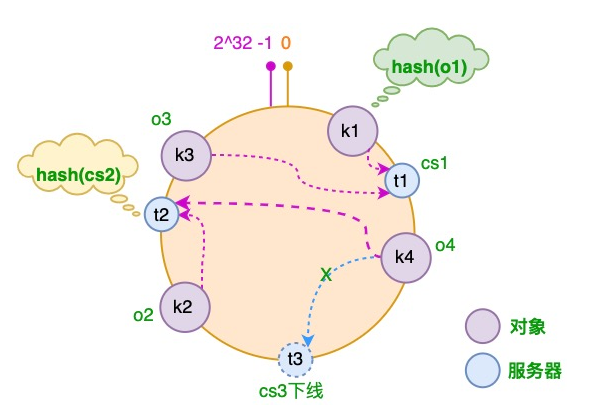 2^32 -1 0
hash(o1)
o3
k1
k3
cs1
hash(cs2)
t1
t2
o4
k4
X
k2
o2
对象
t3
服务器
cs3下线